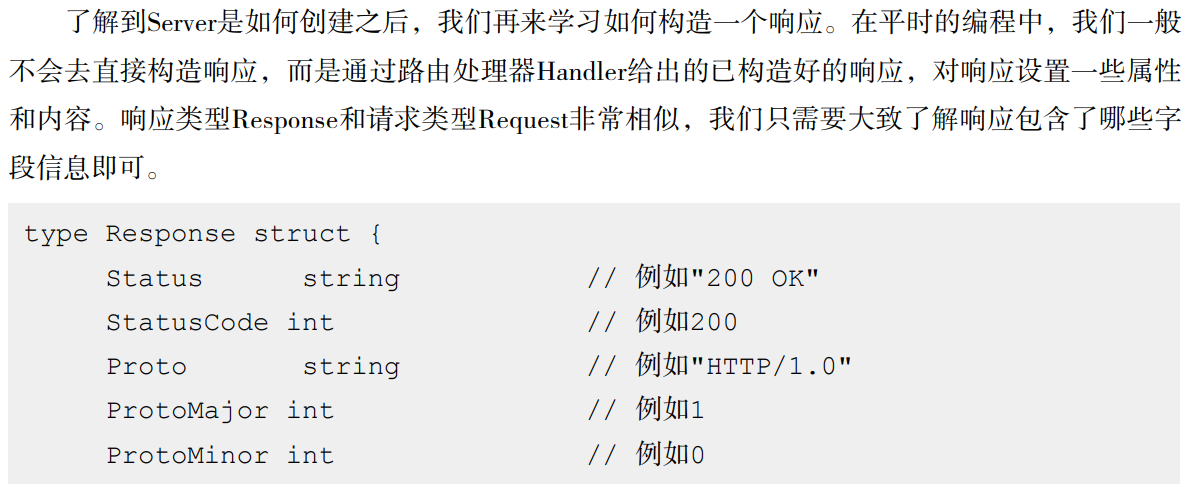 了解到Server是如何创建之后，我们再来学习如何构造一个响应。在平时的编程中，我们一般
不会去直接构造响应，而是通过路由处理器Handler给出的已构造好的响应，对响应设置一些属性
和内容。响应类型Response和请求类型Request非常相似，我们只需要大致了解响应包含了哪些字
段信息即可。
type Response struct {
Status string // 例如"200 OK"
StatusCode int // 例如200
Proto string // 例如"HTTP/1.0"
ProtoMajor int // 例如1
ProtoMinor int // 例如0